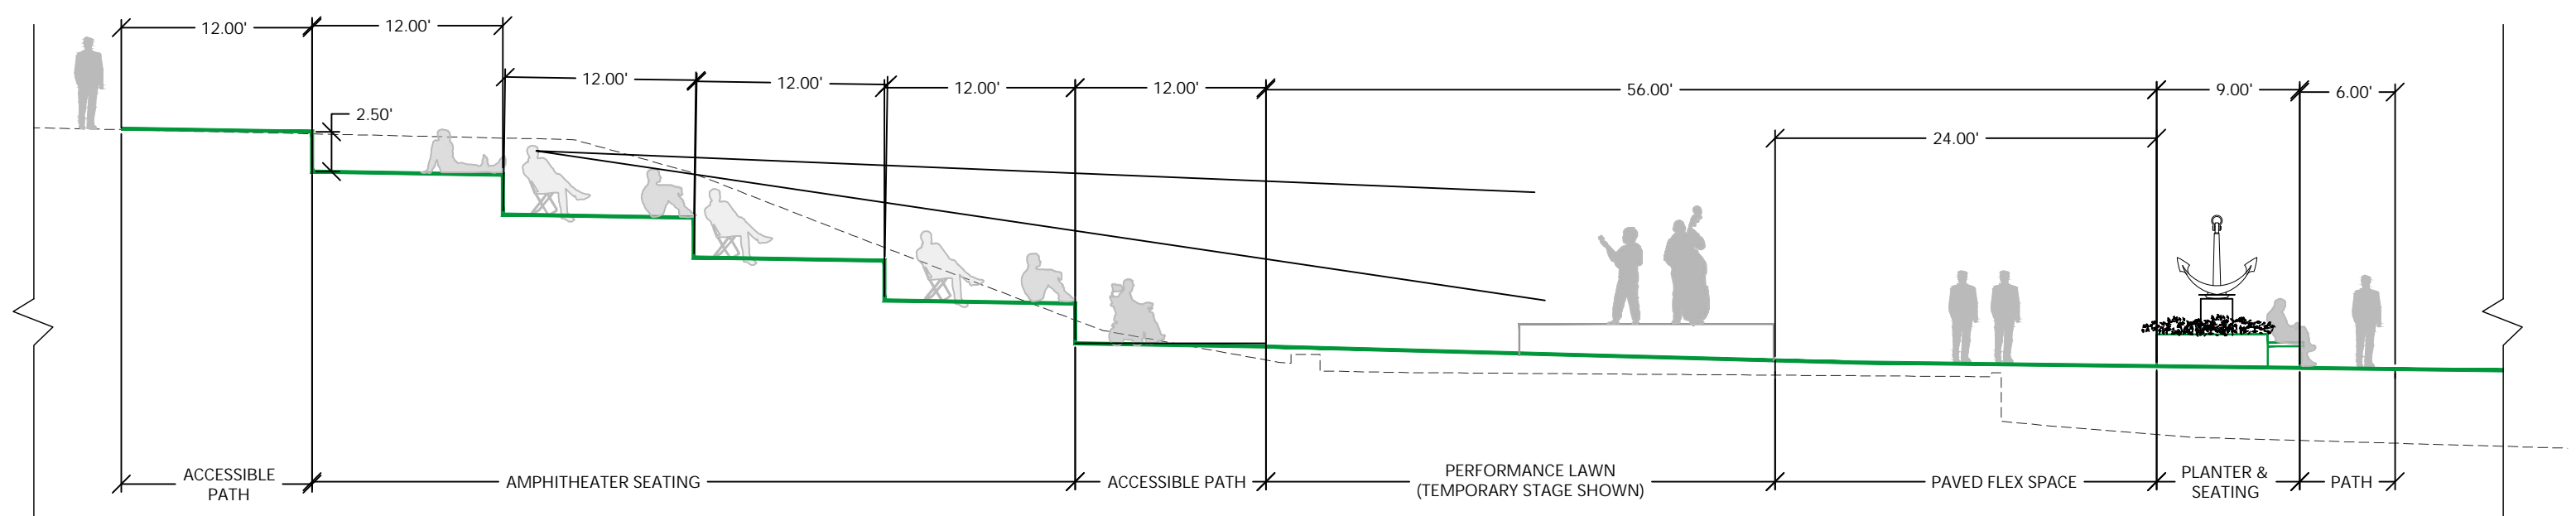 12.00'
12.00'
12.00'
12.00'
12.00'
12.00'
56.00'
9.00'
6.00'
2.50'
24.00'
ACCESSIBLE
PATH
AMPHITHEATER SEATING
ACCESSIBLE PATH
PERFORMANCE LAWN
(TEMPORARY STAGE SHOWN)
PAVED FLEX SPACE
PLANTER &
SEATING
PATH